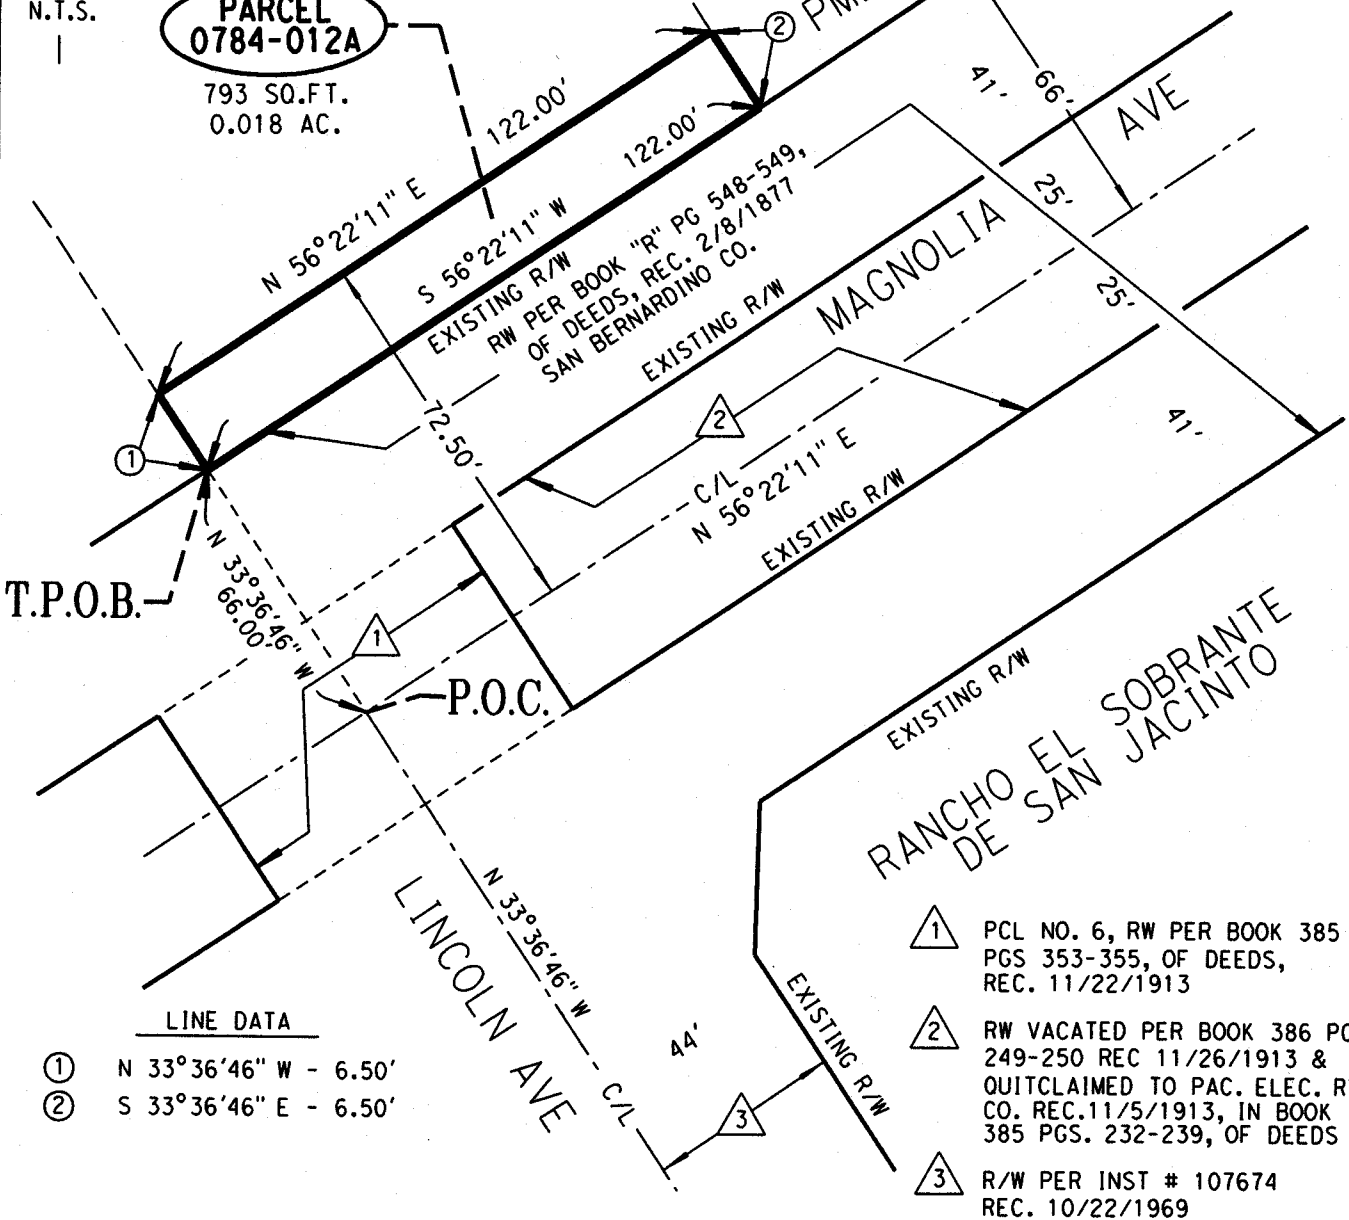 N.T.S.
PARCEL
0784-012A
793 SQ.FT.
0.018 AC.
2
41'
66'
122.00'
122.00'
N 56°22'11" E
S 56°22'11" W
EXISTING R/W
RW PER BOOK "R" PG 548-549,
OF DEEDS, REC. 2/8/1877
SAN BERNARDINO CO.
EXISTING R/W
MAGNOLIA
AVE
25'
25'
41'
72.50'
2
C/L
N 56°22'11" E
EXISTING R/W
1
T.P.O.B.
N 33°36'46" W
66.00'
1
P.O.C.
EXISTING R/W
RANCHO EL SOBRANTE
DE SAN JACINTO
LINCOLN AVE
N 33°36'46" W
C/L
44'
3
EXISTING R/W
LINE DATA
1 N 33°36'46" W - 6.50'
2 S 33°36'46" E - 6.50'
1 PCL NO. 6, RW PER BOOK 385
PGS 353-355, OF DEEDS,
REC. 11/22/1913
2 RW VACATED PER BOOK 386
249-250 REC 11/26/1913 &
QUITCLAIMED TO PAC. ELEC.
CO. REC.11/5/1913, IN BOOK
385 PGS. 232-239, OF DEEDS
3 R/W PER INST # 107674
REC. 10/22/1969